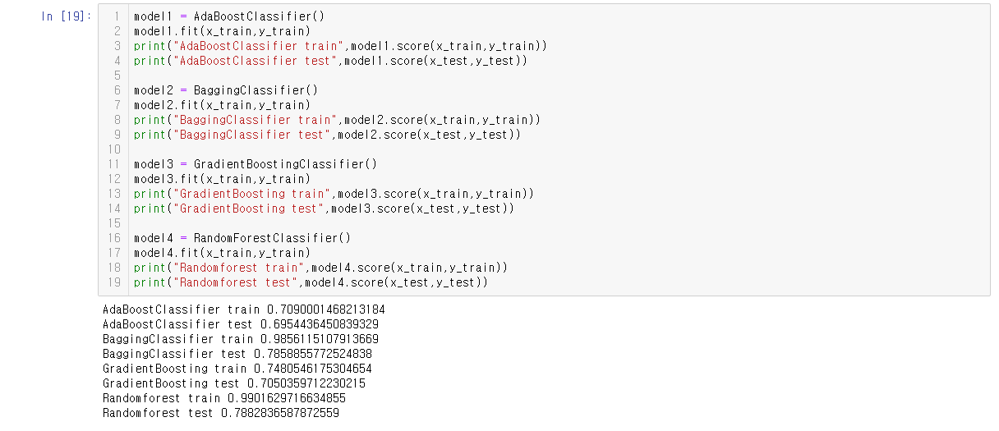 In [19]:
1 model1 = AdaBoostClassifier()
2 model1.fit(x_train,y_train)
3 print("AdaBoostClassifier train",model1.score(x_train,y_train))
4 print("AdaBoostClassifier test",model1.score(x_test,y_test))
5
6 model2 = BaggingClassifier()
7 model2.fit(x_train,y_train)
8 print("BaggingClassifier train",model2.score(x_train,y_train))
9 print("BaggingClassifier test",model2.score(x_test,y_test))
10
11 model3 = GradientBoostingClassifier()
12 model3.fit(x_train,y_train)
13 print("GradientBoosting train",model3.score(x_train,y_train))
14 print("GradientBoosting test",model3.score(x_test,y_test))
15
16 model4 = RandomForestClassifier()
17 model4.fit(x_train,y_train)
18 print("Randomforest train",model4.score(x_train,y_train))
19 print("Randomforest test",model4.score(x_test,y_test))
AdaBoostClassifier train 0.7090001468213184
AdaBoostClassifier test 0.6954436450839329
BaggingClassifier train 0.9856115107913669
BaggingClassifier test 0.7858855772524838
GradientBoosting train 0.7480546175304654
GradientBoosting test 0.7050359712230215
Randomforest train 0.9901629716634855
Randomforest test 0.7882836587872559